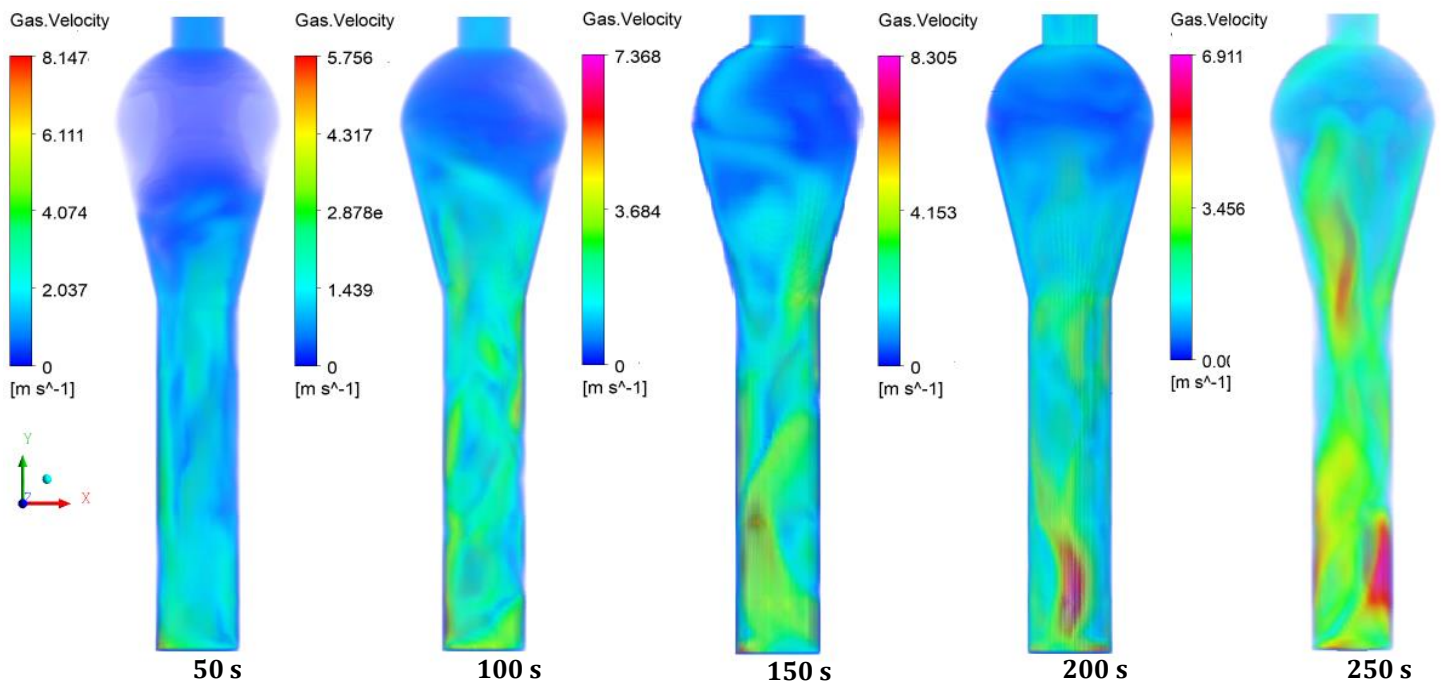 Gas.Velocity
8.147
6.111
4.074
2.037
0
[m s^-1]
Y
Z
X
50 s
Gas.Velocity
5.756
4.317
2.878e
1.439
0
[m s^-1]
100 s
Gas.Velocity
7.368
3.684
0
[m s^-1]
150 s
Gas.Velocity
8.305
4.153
0
[m s^-1]
200 s
Gas.Velocity
6.911
3.456
0.00
[m s^-1]
250 s